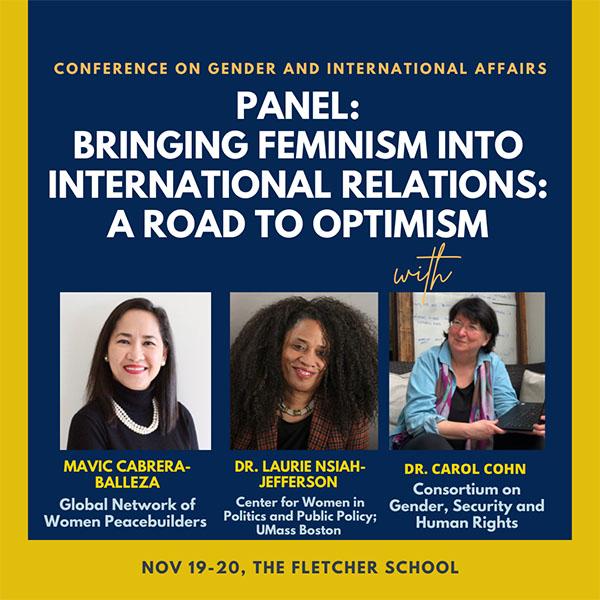 CONFERENCE ON GENDER AND INTERNATIONAL AFFAIRS
PANEL:
BRINGING FEMINISM INTO
INTERNATIONAL RELATIONS:
A ROAD TO OPTIMISM
with
MAVIC CABRERA-
BALLEZA
Global Network of
Women Peacebuilders
DR. LAURIE NSIAH-
JEFFERSON
Center for Women in
Politics and Public Policy;
UMass Boston
DR. CAROL COHN
Consortium on
Gender, Security and
Human Rights
NOV 19-20, THE FLETCHER SCHOOL